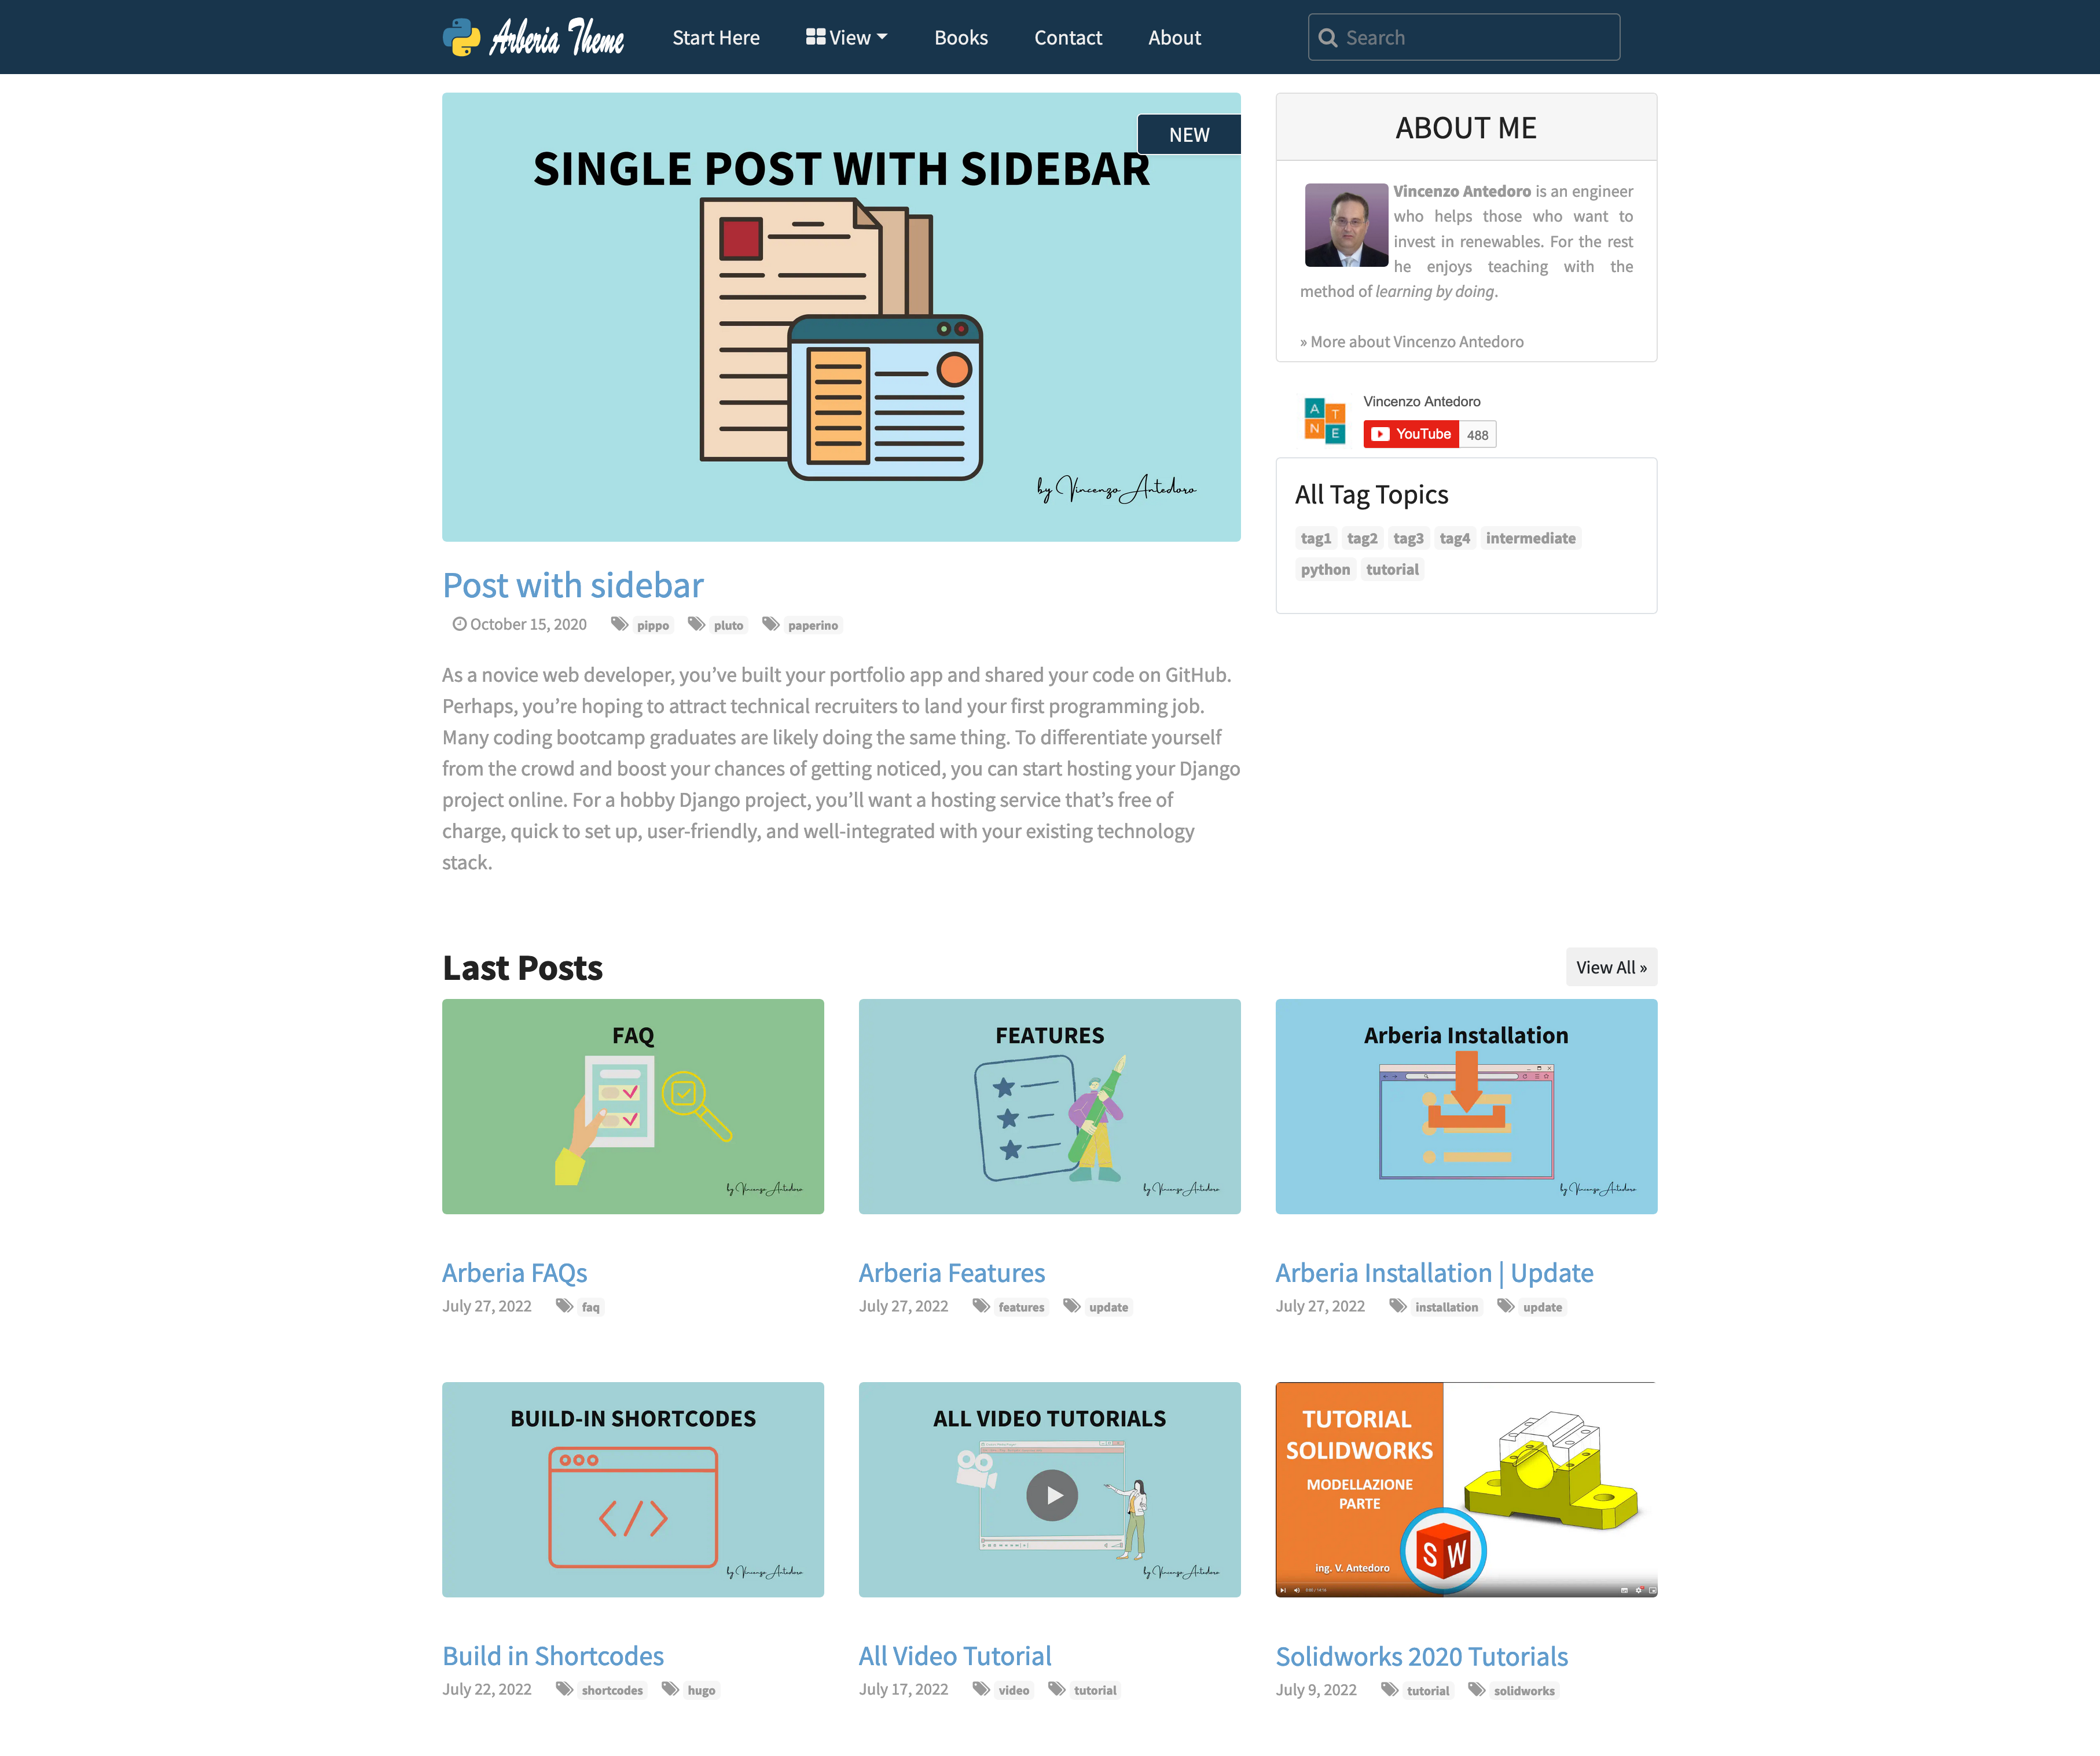 Arberia Theme
Start Here
View
Books
Contact
About
Search
NEW
SINGLE POST WITH SIDEBAR
by Vincenzo Antedoro
Post with sidebar
October 15, 2020 pippo pluto paperino
As a novice web developer, you’ve built your portfolio app and shared your code on GitHub.
Perhaps, you’re hoping to attract technical recruiters to land your first programming job.
Many coding bootcamp graduates are likely doing the same thing. To differentiate yourself
from the crowd and boost your chances of getting noticed, you can start hosting your Django
project online. For a hobby Django project, you’ll want a hosting service that’s free of
charge, quick to set up, user-friendly, and well-integrated with your existing technology
stack.
ABOUT ME
Vincenzo Antedoro is an engineer
who helps those who want to
invest in renewables. For the rest
he enjoys teaching with the
method of learning by doing.
» More about Vincenzo Antedoro
A T
N E
Vincenzo Antedoro
YouTube 488
All Tag Topics
tag1 tag2 tag3 tag4 intermediate
python tutorial
Last Posts
View All »
FAQ
by Vincenzo Antedoro
Arberia FAQs
July 27, 2022 faq
FEATURES
by Vincenzo Antedoro
Arberia Features
July 27, 2022 features update
Arberia Installation
by Vincenzo Antedoro
Arberia Installation | Update
July 27, 2022 installation update
BUILD-IN SHORTCODES
</>
by Vincenzo Antedoro
Build in Shortcodes
July 22, 2022 shortcodes hugo
ALL VIDEO TUTORIALS
by Vincenzo Antedoro
All Video Tutorial
July 17, 2022 video tutorial
TUTORIAL
SOLIDWORKS
MODELLAZIONE
PARTE
SW
ing. V. Antedoro
Solidworks 2020 Tutorials
July 9, 2022 tutorial solidworks